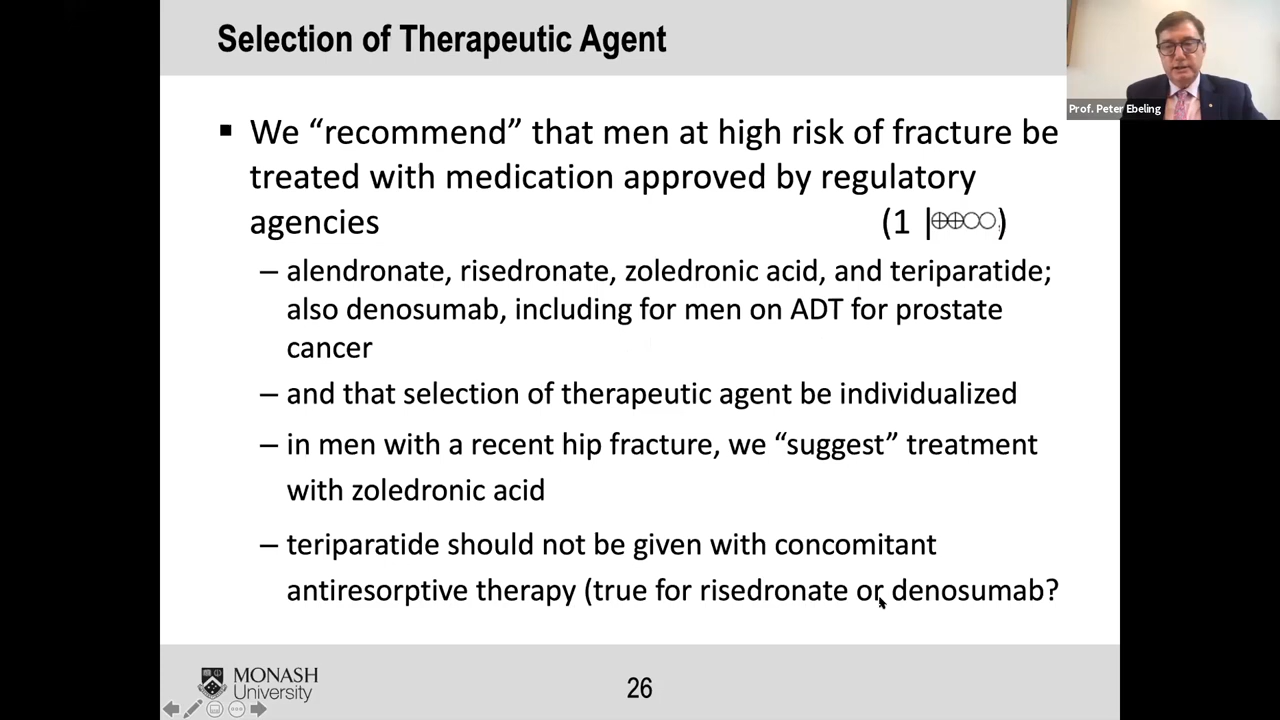 Selection of Therapeutic Agent
Prof. Peter Ebeling
▪ We “recommend” that men at high risk of fracture be
treated with medication approved by regulatory
agencies (1 |⊕⊕○○)
– alendronate, risedronate, zoledronic acid, and teriparatide;
also denosumab, including for men on ADT for prostate
cancer
– and that selection of therapeutic agent be individualized
– in men with a recent hip fracture, we “suggest” treatment
with zoledronic acid
– teriparatide should not be given with concomitant
antiresorptive therapy (true for risedronate or denosumab?
MONASH
University
26